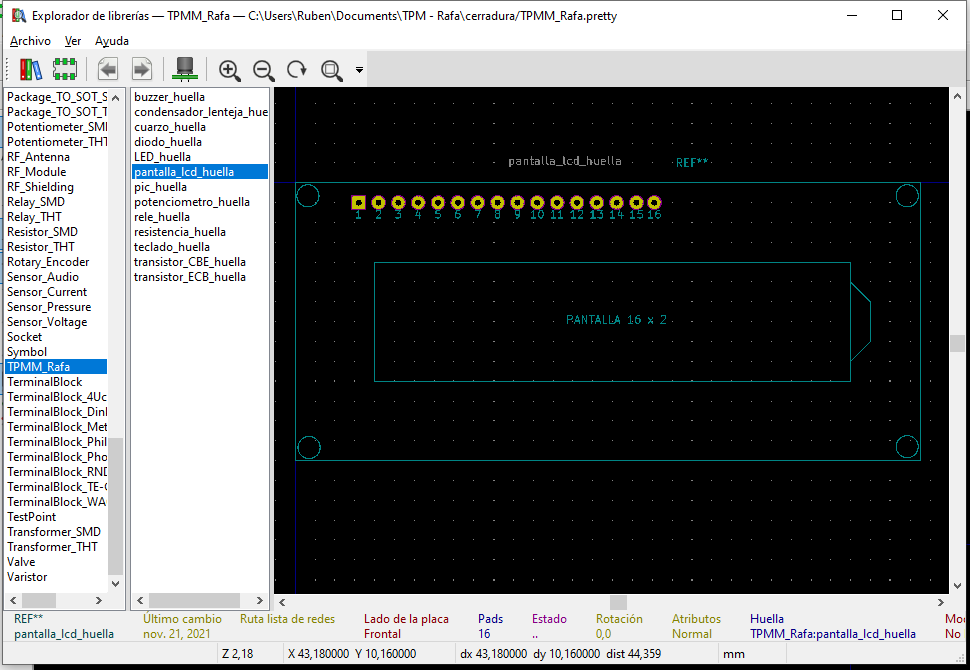 Explorador de librerías — TPMM_Rafa — C:\Users\Ruben\Documents\TPM - Rafa\cerradura/TPMM_Rafa.pretty
Archivo Ver Ayuda
Package_TO_SOT_S
Package_TO_SOT_T
Potentiometer_SMI
Potentiometer_THT
RF_Antenna
RF_Module
RF_Shielding
Relay_SMD
Relay_THT
Resistor_SMD
Resistor_THT
Rotary_Encoder
Sensor_Audio
Sensor_Current
Sensor_Pressure
Sensor_Voltage
Socket
Symbol
TPMM_Rafa
TerminalBlock
TerminalBlock_4Uc
TerminalBlock_Dinl
TerminalBlock_Met
TerminalBlock_Phil
TerminalBlock_Pho
TerminalBlock_RND
TerminalBlock_TE-C
TerminalBlock_WA
TestPoint
Transformer_SMD
Transformer_THT
Valve
Varistor
buzzer_huella
condensador_lenteja_hue
cuarzo_huella
diodo_huella
LED_huella
pantalla_lcd_huella
pic_huella
potenciometro_huella
rele_huella
resistencia_huella
teclado_huella
transistor_CBE_huella
transistor_ECB_huella
pantalla_lcd_huella REF**
1 2 3 4 5 6 7 8 9 10 11 12 13 14 15 16
PANTALLA 16 x 2
REF** Último cambio Ruta lista de redes Lado de la placa Pads Estado Rotación Atributos Huella Moc
pantalla_lcd_huella nov. 21, 2021 Frontal 16 .. 0,0 Normal TPMM_Rafa:pantalla_lcd_huella No
Z 2,18 X 43,180000 Y 10,160000 dx 43,180000 dy 10,160000 dist 44,359 mm